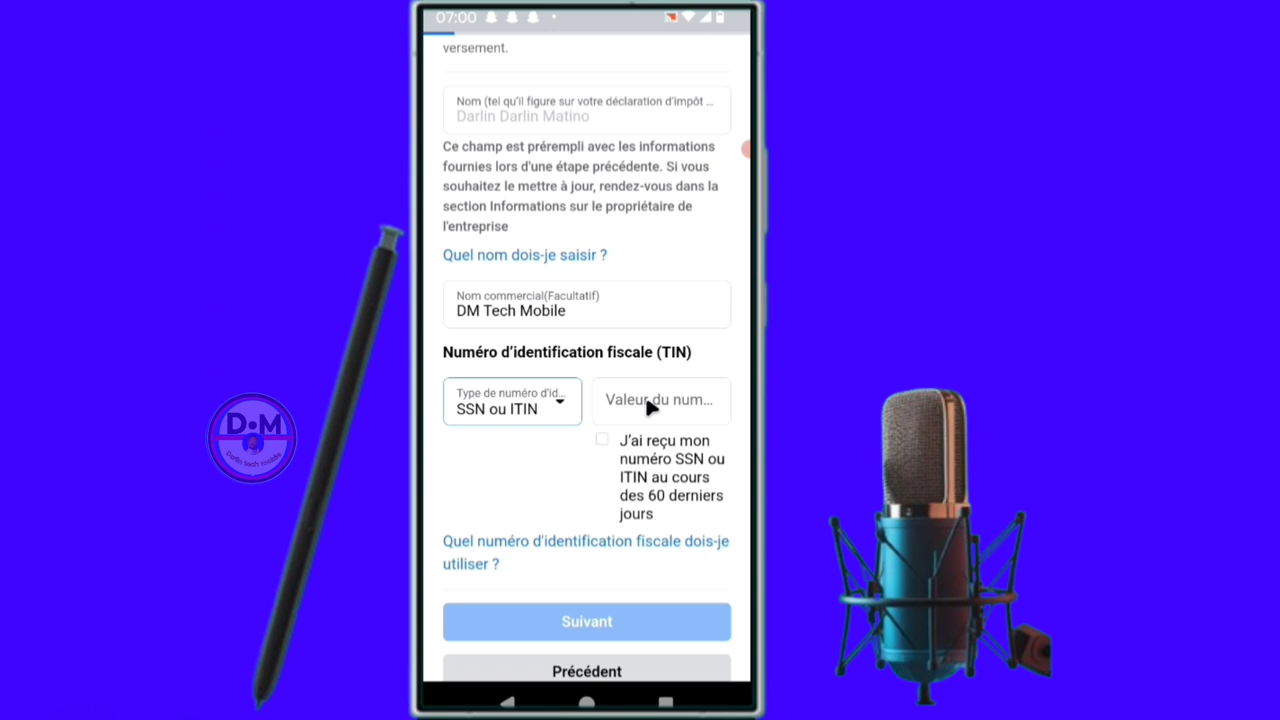 07:00
versement.
Nom (tel qu'il figure sur votre déclaration d'impôt ...
Darlin Darlin Matino
Ce champ est prérempli avec les informations
fournies lors d'une étape précédente. Si vous
souhaitez le mettre à jour, rendez-vous dans la
section Informations sur le propriétaire de
l'entreprise
Quel nom dois-je saisir ?
Nom commercial(Facultatif)
DM Tech Mobile
Numéro d'identification fiscale (TIN)
Type de numéro d'id...
SSN ou ITIN
Valeur du num...
J'ai reçu mon
numéro SSN ou
ITIN au cours
des 60 derniers
jours
Quel numéro d'identification fiscale dois-je
utiliser ?
Suivant
Précédent
D•M
Darlin tech mobile